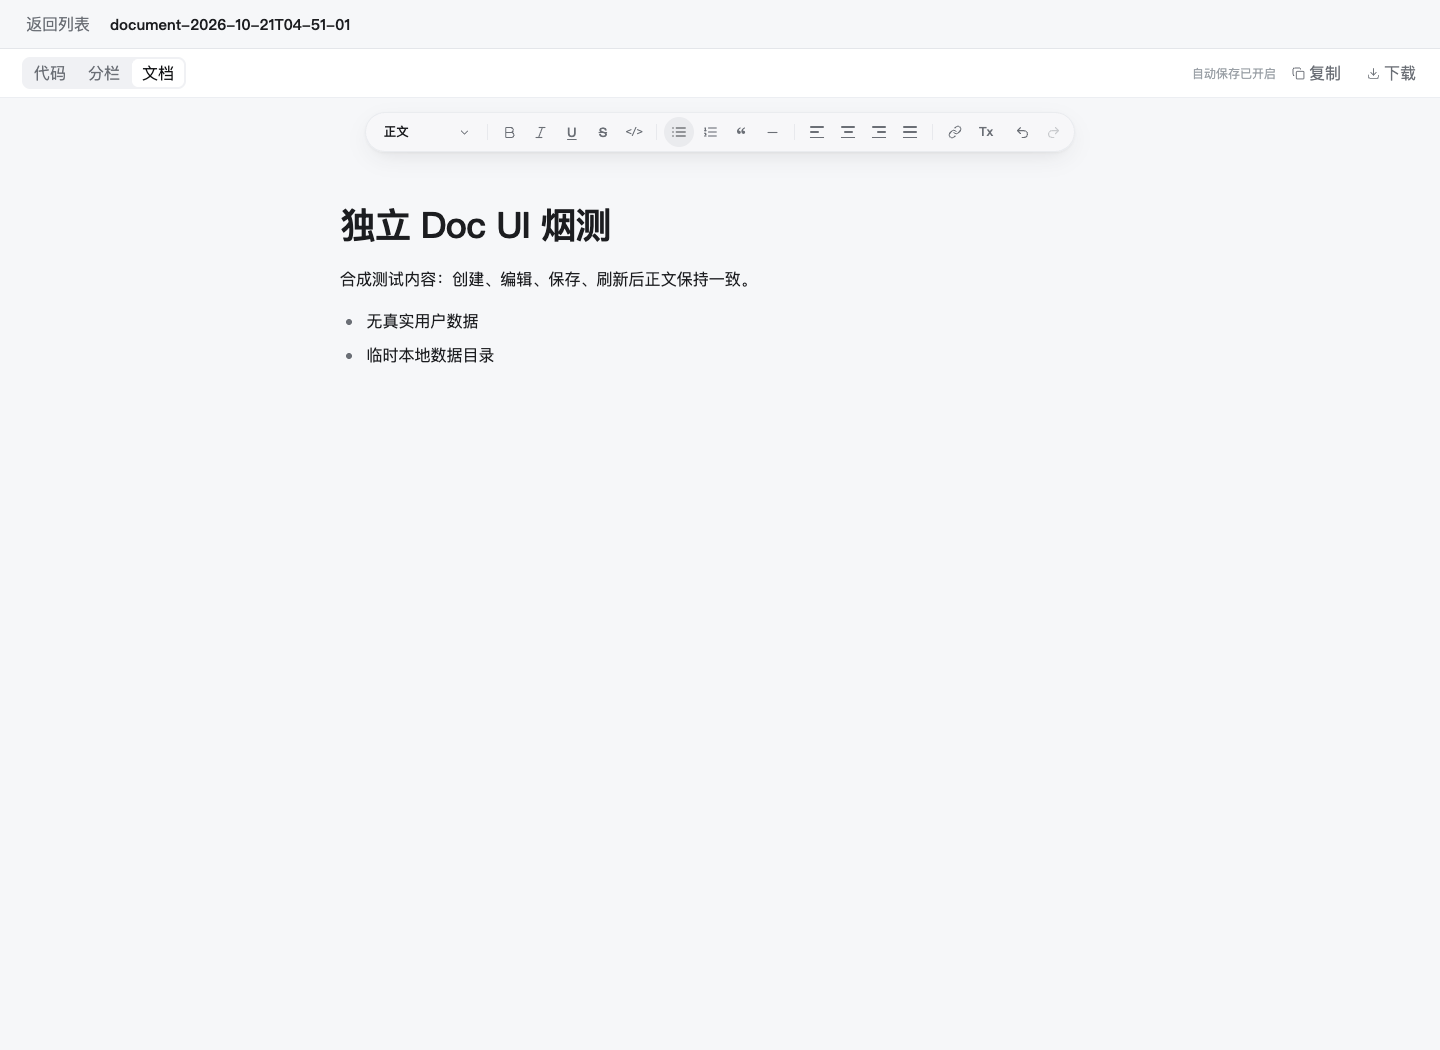 返回列表 document-2026-10-21T04-51-01
代码 分栏 文档 自动保存已开启 复制 下载
正文 B I U S </> “ — Tx
独立 Doc UI 烟测
合成测试内容：创建、编辑、保存、刷新后正文保持一致。
• 无真实用户数据
• 临时本地数据目录